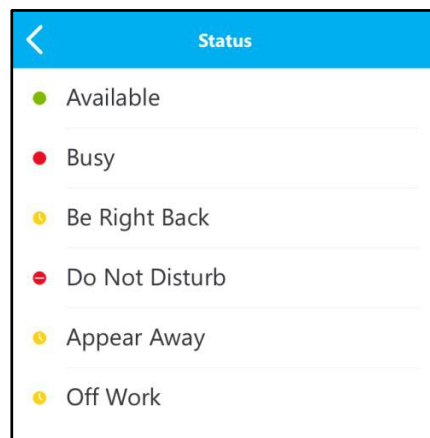 Status
Available
Busy
Be Right Back
Do Not Disturb
Appear Away
Off Work